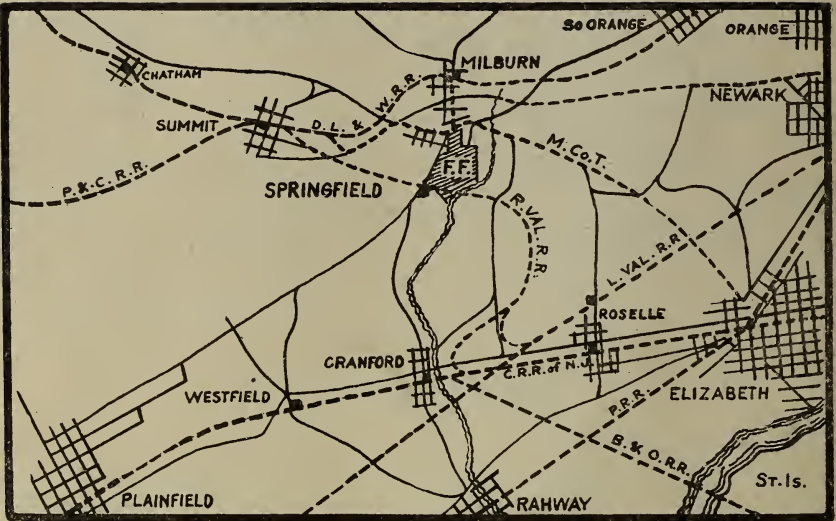 So ORANGE
ORANGE
MILBURN
CHATHAM
NEWARK
SUMMIT
D. L. & W. R. R.
M. Co. T.
P. & C. R. R.
F. F.
SPRINGFIELD
R. VAL. R. R.
L. VAL. R. R.
ROSELLE
CRANFORD
C. R. R. of N. J.
WESTFIELD
ELIZABETH
P. R. R.
B. & O. R. R.
ST. Is.
PLAINFIELD
RAHWAY